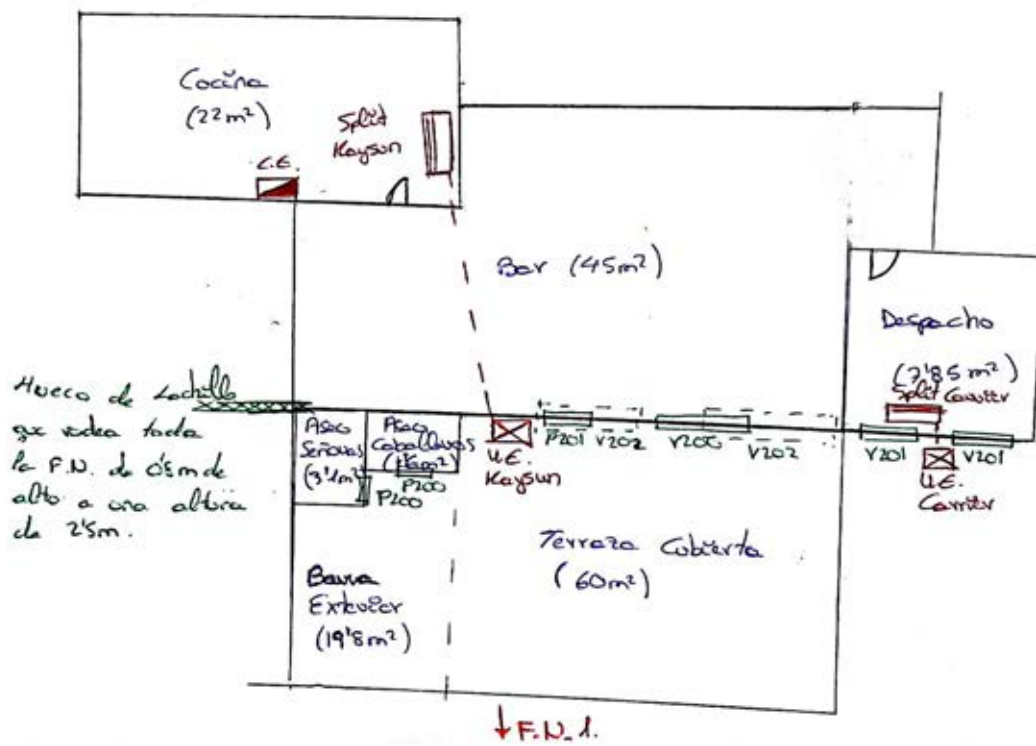 Cocina
(22m²)
Split
Kaysun
C.E.
Bar (45m²)
Despacho
(7'85 m²)
Split Carrier
Hueco de
que rodea toda
la F.N. de 0'5m de
alto a una altura
de 2'5m.
Aseo
Señoras
(3'1m²)
Aseo
Caballeros
P200
P200
U.E.
Kaysun
P201
V202
V200
V202
V201
V201
U.E.
Carrier
Terraza Cubierta
(60m²)
Barra
Exterior
(19'8m²)
↓ F.N.1.